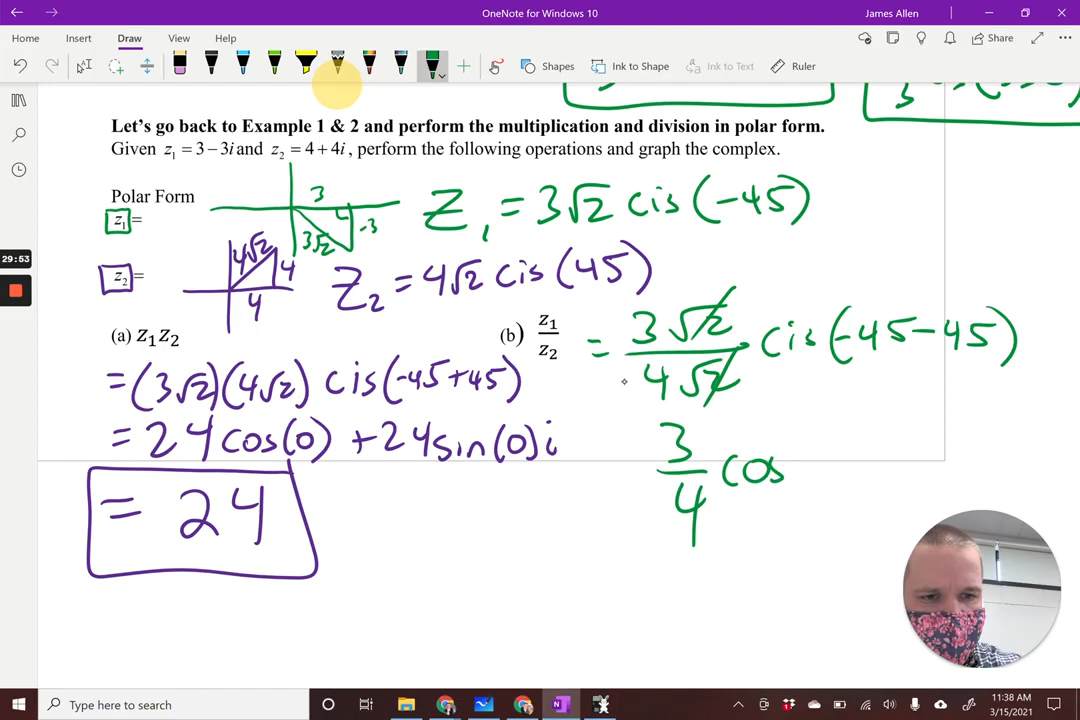 OneNote for Windows 10
James Allen
Home Insert Draw View Help
Share
Shapes Ink to Shape Ink to Text Ruler
Let's go back to Example 1 & 2 and perform the multiplication and division in polar form.
Given z₁ = 3 − 3i and z₂ = 4 + 4i, perform the following operations and graph the complex.
Polar Form
z₁ =
3
-3
3√2
Z₁ = 3√2 cis(-45)
29:53
z₂ =
4√2
4
4
Z₂ = 4√2 cis(45)
(a) Z₁Z₂
= (3√2)(4√2) cis(-45+45)
= 24cos(0) + 24sin(0)i
= 24
(b) z₁/z₂ = 3√2/4√2 cis(-45-45)
3/4 cos
Type here to search
11:38 AM
3/15/2021